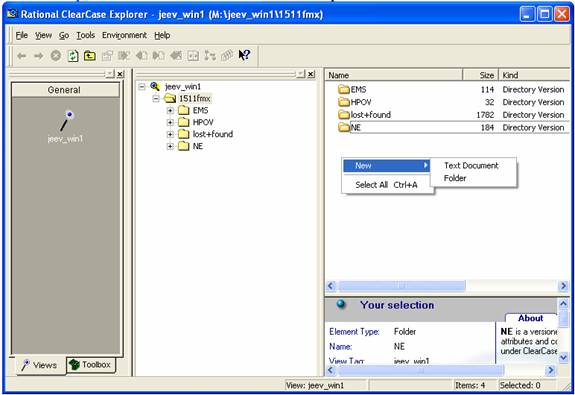 Rational ClearCase Explorer - jeev_win1 (M:\jeev_win1\1511fmx)
File View Go Tools Environment Help
General
jeev_win1
jeev_win1
1511fmx
EMS
HPOV
lost+found
NE
Name Size Kind
EMS 114 Directory Version
HPOV 32 Directory Version
lost+found 1782 Directory Version
NE 184 Directory Version
New
Select All Ctrl+A
Text Document
Folder
Your selection
Element Type: Folder
Name: NE
View Tag: jeev_win1
About
NE is a versione
attributes and co
under ClearCase
Views Toolbox
View: jeev_win1 Items: 4 Selected: 0